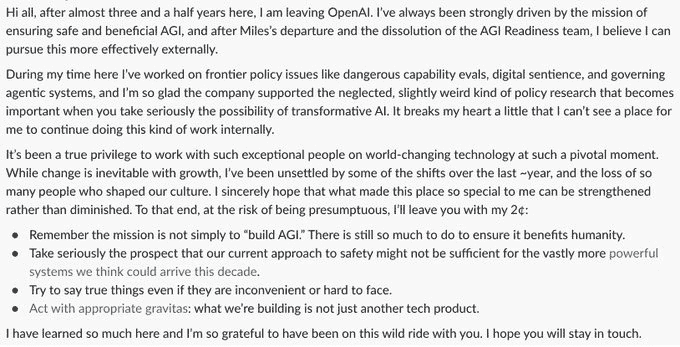 Hi all, after almost three and a half years here, I am leaving OpenAI. I've always been strongly driven by the mission of
ensuring safe and beneficial AGI, and after Miles's departure and the dissolution of the AGI Readiness team, I believe I can
pursue this more effectively externally.
During my time here I've worked on frontier policy issues like dangerous capability evals, digital sentience, and governing
agentic systems, and I'm so glad the company supported the neglected, slightly weird kind of policy research that becomes
important when you take seriously the possibility of transformative AI. It breaks my heart a little that I can't see a place for
me to continue doing this kind of work internally.
It's been a true privilege to work with such exceptional people on world-changing technology at such a pivotal moment.
While change is inevitable with growth, I've been unsettled by some of the shifts over the last ~year, and the loss of so
many people who shaped our culture. I sincerely hope that what made this place so special to me can be strengthened
rather than diminished. To that end, at the risk of being presumptuous, I'll leave you with my 2¢:
● Remember the mission is not simply to "build AGI." There is still so much to do to ensure it benefits humanity.
● Take seriously the prospect that our current approach to safety might not be sufficient for the vastly more powerful
systems we think could arrive this decade.
● Try to say true things even if they are inconvenient or hard to face.
● Act with appropriate gravitas: what we're building is not just another tech product.
I have learned so much here and I'm so grateful to have been on this wild ride with you. I hope you will stay in touch.